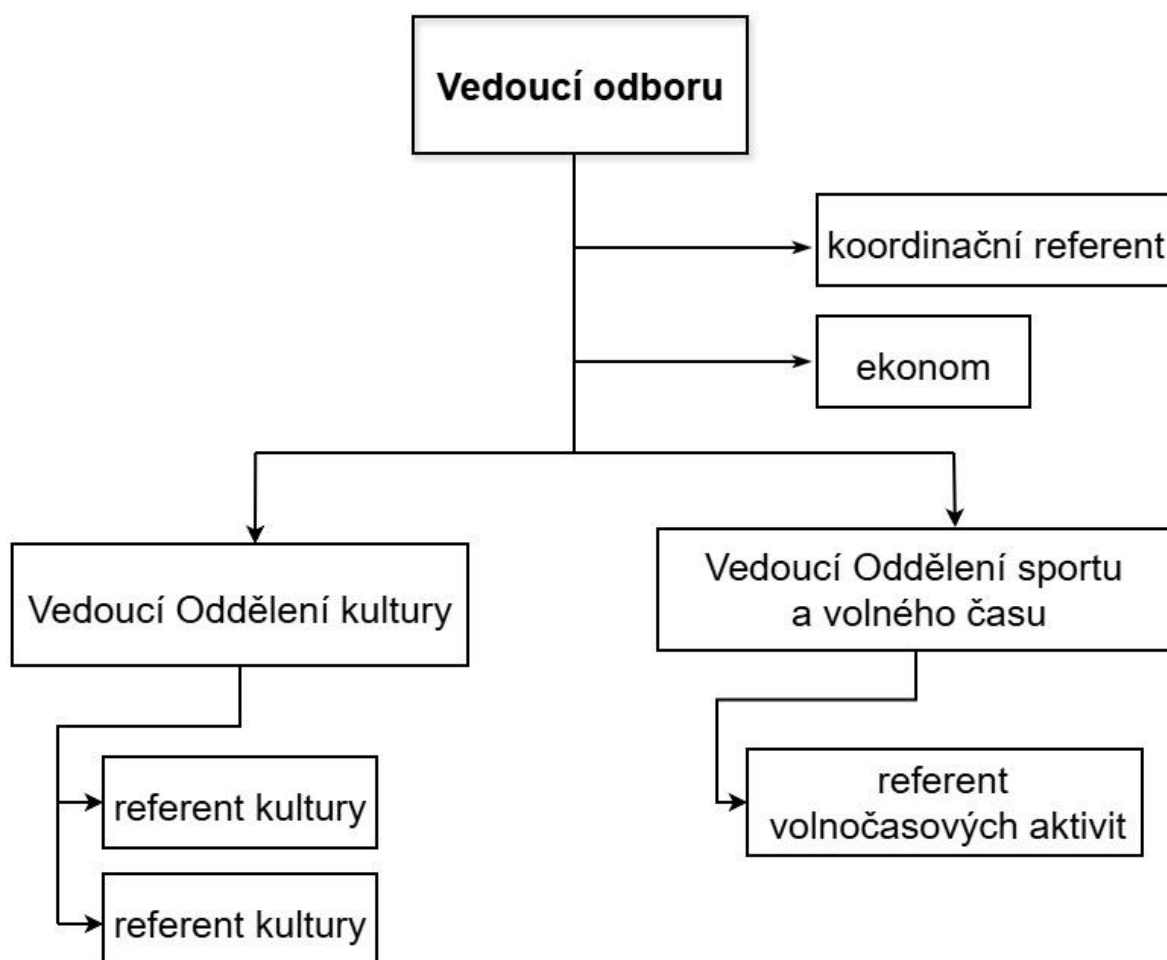 Vedoucí odboru
koordinační referent
ekonom
Vedoucí Oddělení kultury
Vedoucí Oddělení sportu
a volného času
referent kultury
referent kultury
referent
volnočasových aktivit